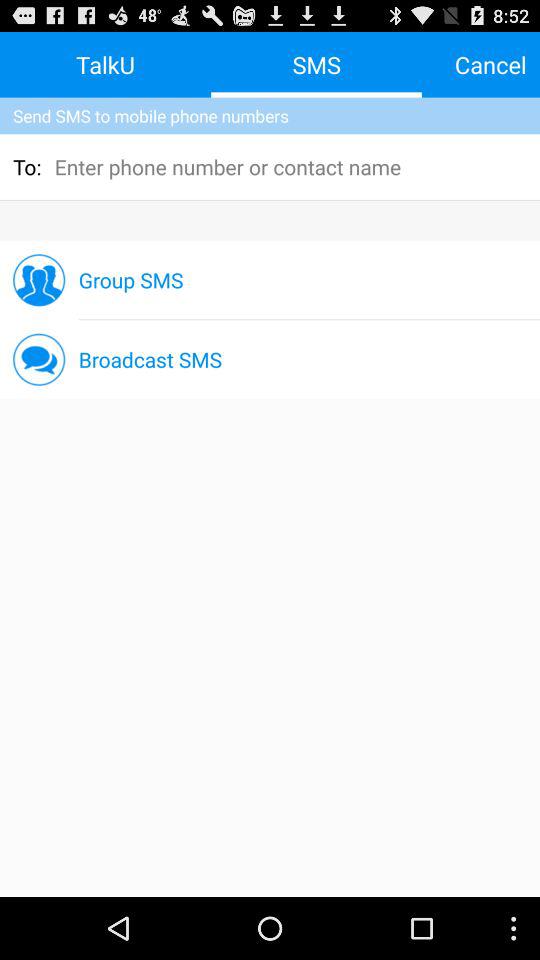 48° 8:52
TalkU SMS Cancel
Send SMS to mobile phone numbers
To: Enter phone number or contact name
Group SMS
Broadcast SMS